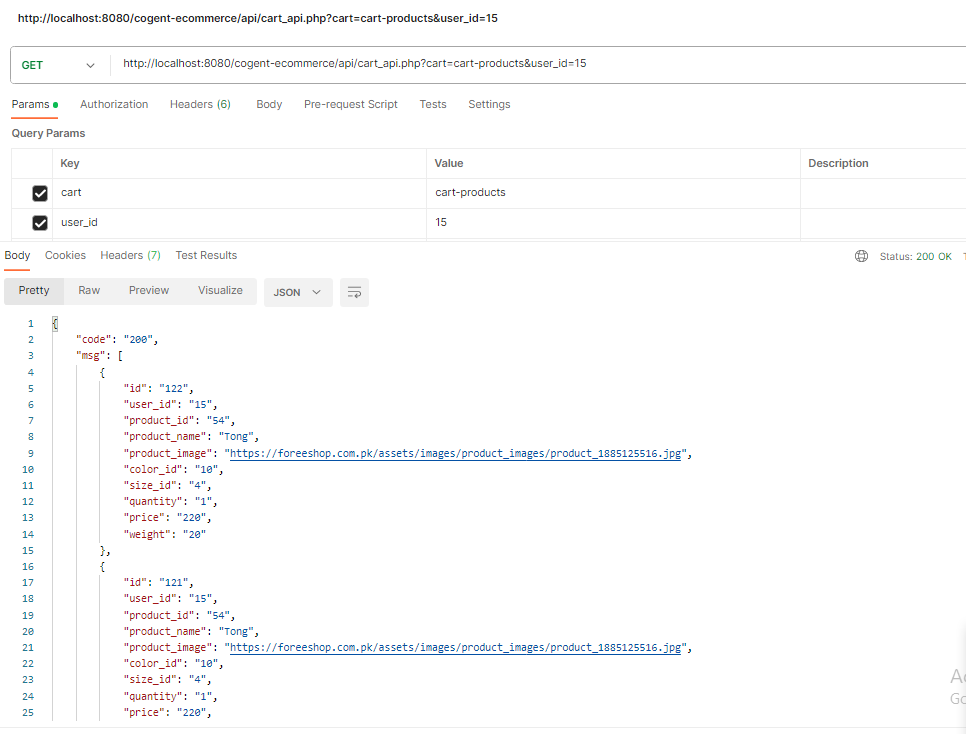 http://localhost:8080/cogent-ecommerce/api/cart_api.php?cart=cart-products&user_id=15
GET http://localhost:8080/cogent-ecommerce/api/cart_api.php?cart=cart-products&user_id=15
Params Authorization Headers (6) Body Pre-request Script Tests Settings
Query Params
Key Value Description
cart cart-products
user_id 15
Body Cookies Headers (7) Test Results Status: 200 OK
Pretty Raw Preview Visualize JSON
1 {
2 "code": "200",
3 "msg": [
4 {
5 "id": "122",
6 "user_id": "15",
7 "product_id": "54",
8 "product_name": "Tong",
9 "product_image": "https://foreeshop.com.pk/assets/images/product_images/product_1885125516.jpg",
10 "color_id": "10",
11 "size_id": "4",
12 "quantity": "1",
13 "price": "220",
14 "weight": "20"
15 },
16 {
17 "id": "121",
18 "user_id": "15",
19 "product_id": "54",
20 "product_name": "Tong",
21 "product_image": "https://foreeshop.com.pk/assets/images/product_images/product_1885125516.jpg",
22 "color_id": "10",
23 "size_id": "4",
24 "quantity": "1",
25 "price": "220",